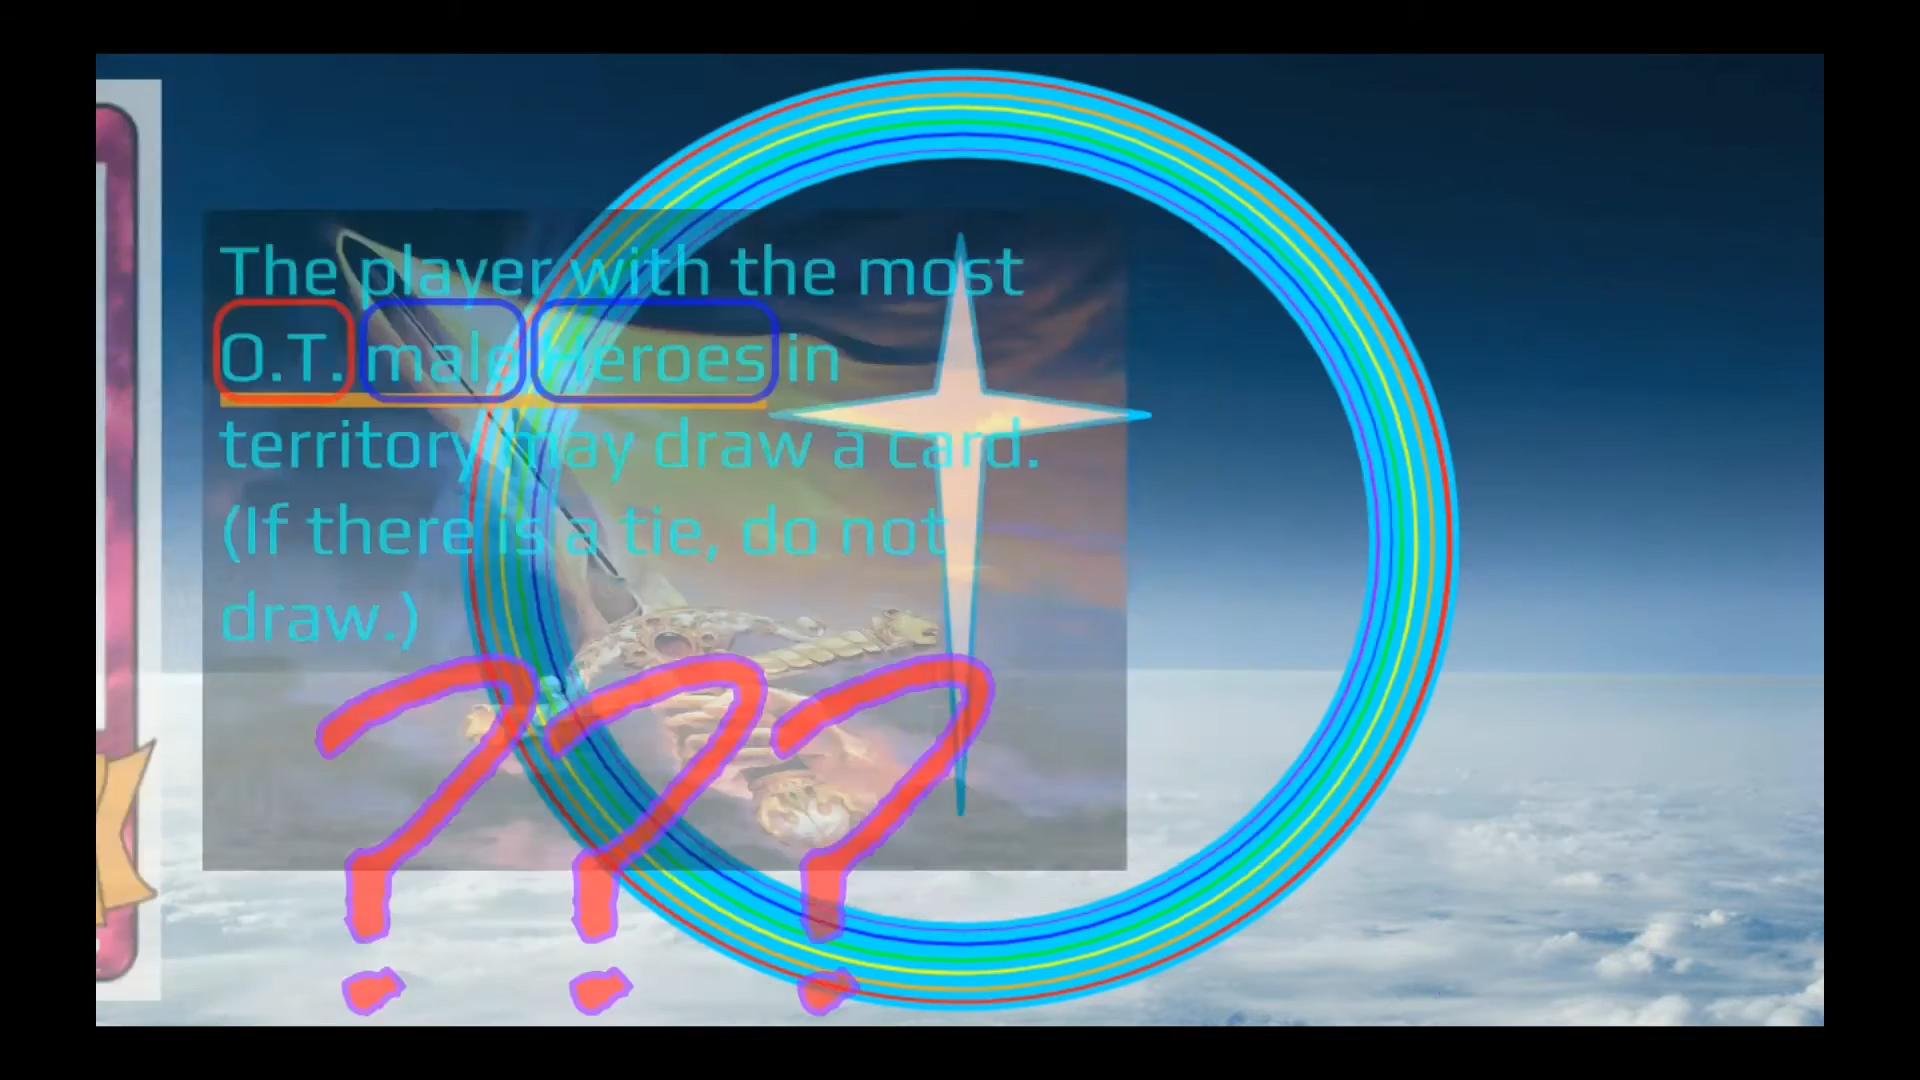 The player with the most
O.T. male Heroes in
territory may draw a card.
(If there is a tie, do not
draw.)
???